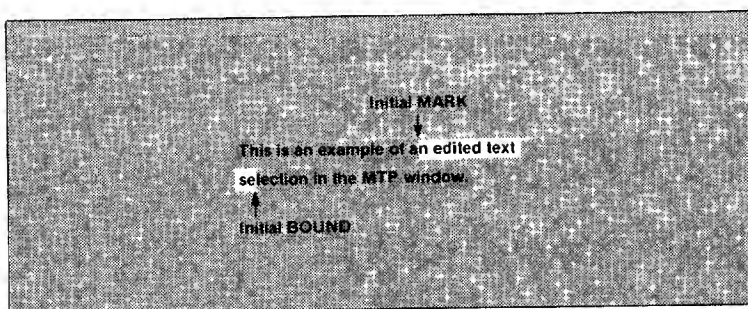 Initial MARK
This is an example of an edited text
selection in the MTP window.
Initial BOUND